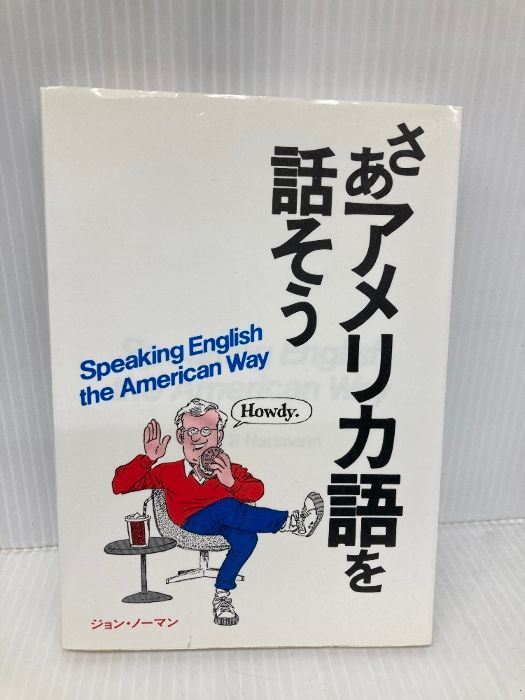 さあアメリカ語を
話そう
Speaking English
the American Way
Howdy.
ジョン・ノーマン